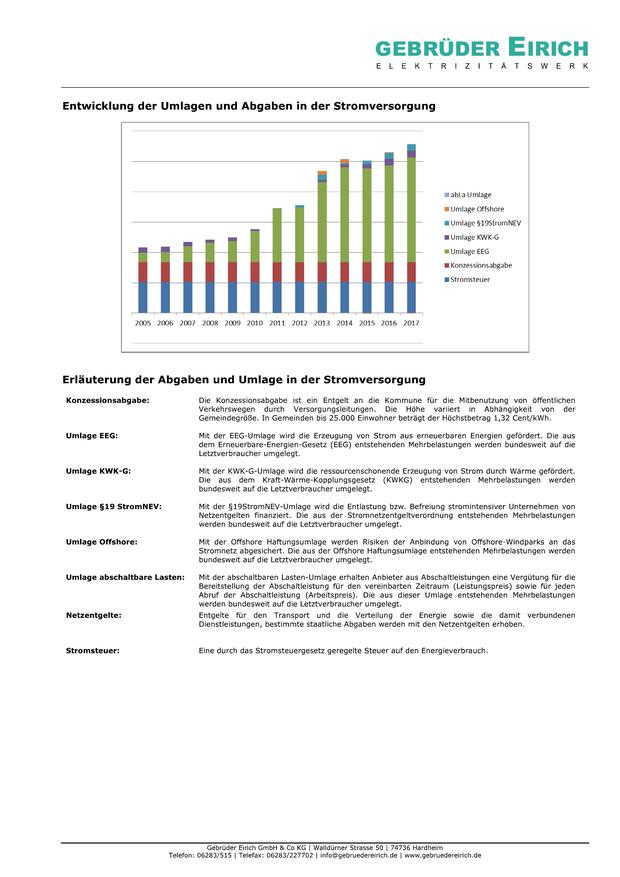 GEBRÜDER EIRICH
ELEKTRIZITÄTSWERK
Entwicklung der Umlagen und Abgaben in der Stromversorgung
abLa Umlage
Umlage Offshore
Umlage §19StromNEV
Umlage KWK-G
Umlage EEG
Konzessionsabgabe
Stromsteuer
2005 2006 2007 2008 2009 2010 2011 2012 2013 2014 2015 2016 2017
Erläuterung der Abgaben und Umlage in der Stromversorgung
Konzessionsabgabe: Die Konzessionsabgabe ist ein Entgelt an die Kommune für die Mitbenutzung von öffentlichen
Verkehrswegen durch Versorgungsleitungen. Die Höhe variiert in Abhängigkeit von der
Gemeindegröße. In Gemeinden bis 25.000 Einwohner beträgt der Höchstbetrag 1,32 Cent/kWh.
Umlage EEG: Mit der EEG-Umlage wird die Erzeugung von Strom aus erneuerbaren Energien gefördert. Die aus
dem Erneuerbare-Energien-Gesetz (EEG) entstehenden Mehrbelastungen werden bundesweit auf die
Letztverbraucher umgelegt.
Umlage KWK-G: Mit der KWK-G-Umlage wird die ressourcenschonende Erzeugung von Strom durch Wärme gefördert.
Die aus dem Kraft-Wärme-Kopplungsgesetz (KWKG) entstehenden Mehrbelastungen werden
bundesweit auf die Letztverbraucher umgelegt.
Umlage §19 StromNEV: Mit der §19StromNEV-Umlage wird die Entlastung bzw. Befreiung stromintensiver Unternehmen von
Netzentgelten finanziert. Die aus der Stromnetzentgeltverordnung entstehenden Mehrbelastungen
werden bundesweit auf die Letztverbraucher umgelegt.
Umlage Offshore: Mit der Offshore Haftungsumlage werden Risiken der Anbindung von Offshore-Windparks an das
Stromnetz abgesichert. Die aus der Offshore Haftungsumlage entstehenden Mehrbelastungen werden
bundesweit auf die Letztverbraucher umgelegt.
Umlage abschaltbare Lasten: Mit der abschaltbaren Lasten-Umlage erhalten Anbieter aus Abschaltleistungen eine Vergütung für die
Bereitstellung der Abschaltleistung für den vereinbarten Zeitraum (Leistungspreis) sowie für jeden
Abruf der Abschaltleistung (Arbeitspreis). Die aus dieser Umlage entstehenden Mehrbelastungen
werden bundesweit auf die Letztverbraucher umgelegt.
Netzentgelte: Entgelte für den Transport und die Verteilung der Energie sowie die damit verbundenen
Dienstleistungen, bestimmte staatliche Abgaben werden mit den Netzentgelten erhoben.
Stromsteuer: Eine durch das Stromsteuergesetz geregelte Steuer auf den Energieverbrauch.
Gebrüder Eirich GmbH & Co KG | Walldürner Strasse 50 | 74736 Hardheim
Telefon: 06283/515 | Telefax: 06283/227702 | info@gebruedereirich.de | www.gebruedereirich.de